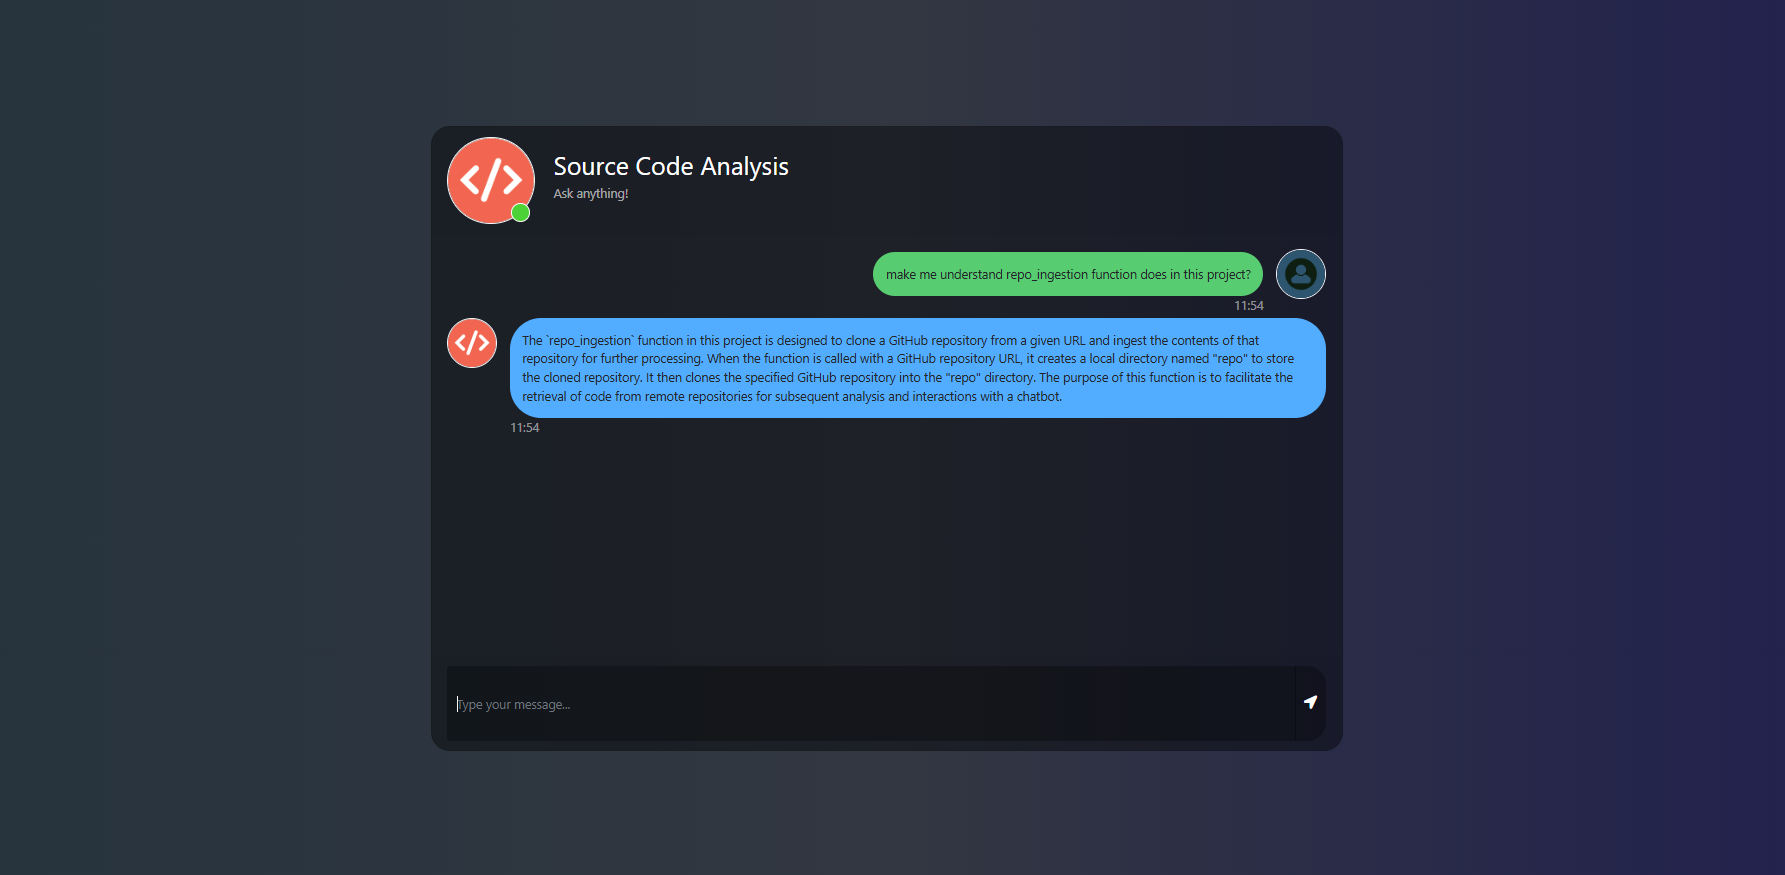 Source Code Analysis
Ask anything!
make me understand repo_ingestion function does in this project?
11:54
The `repo_ingestion` function in this project is designed to clone a GitHub repository from a given URL and ingest the contents of that
repository for further processing. When the function is called with a GitHub repository URL, it creates a local directory named "repo" to store
the cloned repository. It then clones the specified GitHub repository into the "repo" directory. The purpose of this function is to facilitate the
retrieval of code from remote repositories for subsequent analysis and interactions with a chatbot.
11:54
Type your message...